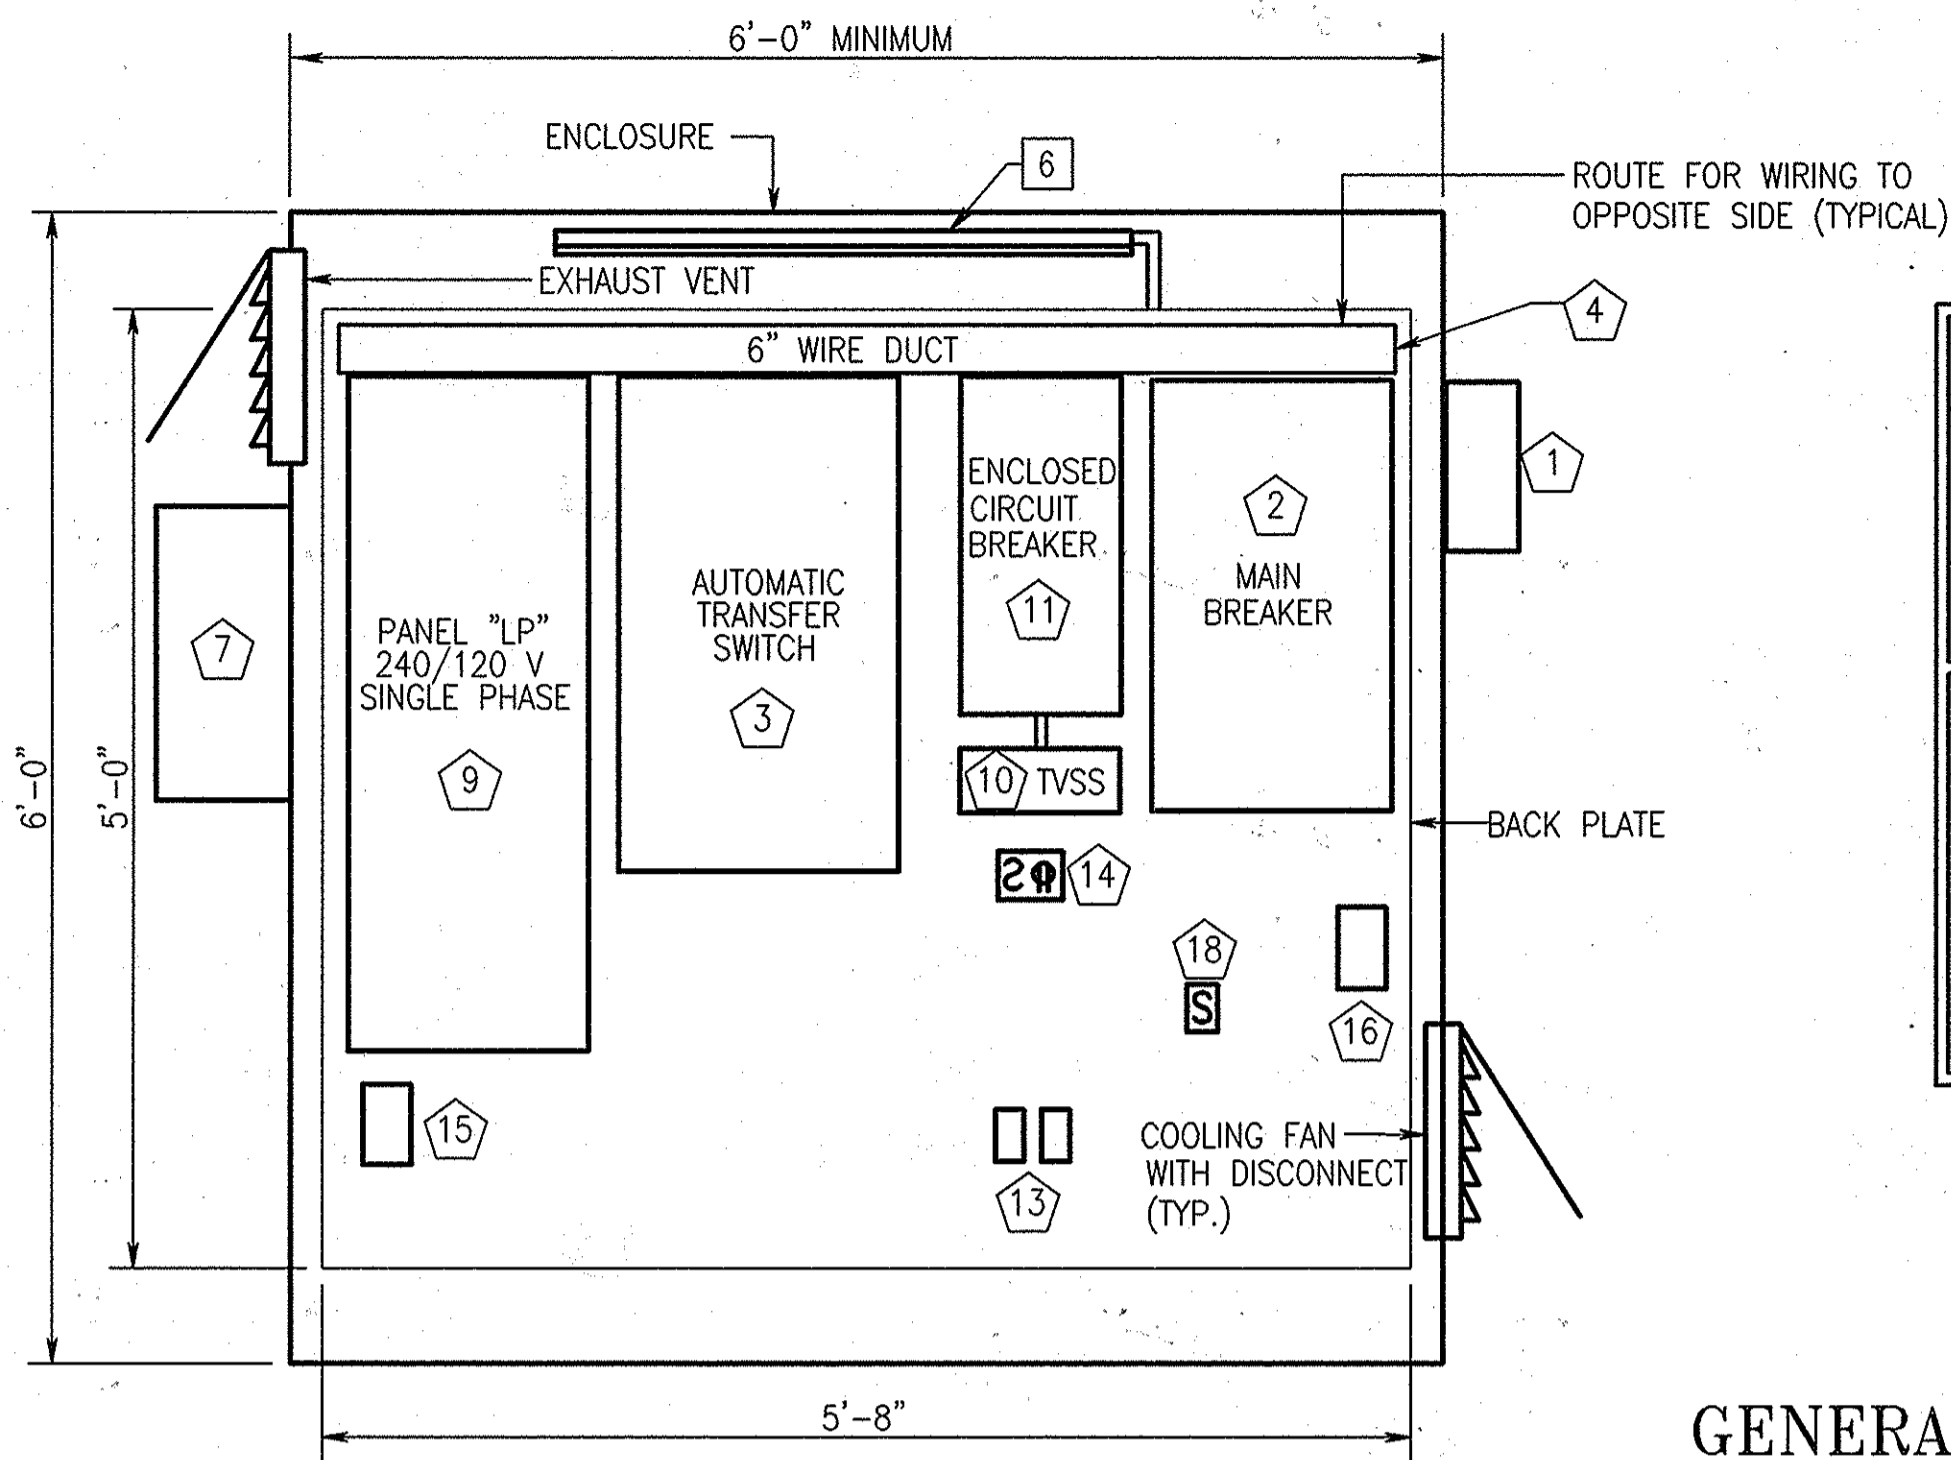 6'-0" MINIMUM
ENCLOSURE
6
ROUTE FOR WIRING TO
OPPOSITE SIDE (TYPICAL)
EXHAUST VENT
4
6" WIRE DUCT
1
ENCLOSED
CIRCUIT
BREAKER
11
2
MAIN
BREAKER
AUTOMATIC
TRANSFER
SWITCH
3
PANEL "LP"
240/120 V
SINGLE PHASE
9
7
6'-0"
5'-0"
10 TVSS
BACK PLATE
14
18
S
16
15
13
COOLING FAN
WITH DISCONNECT
(TYP.)
5'-8"
GENERA